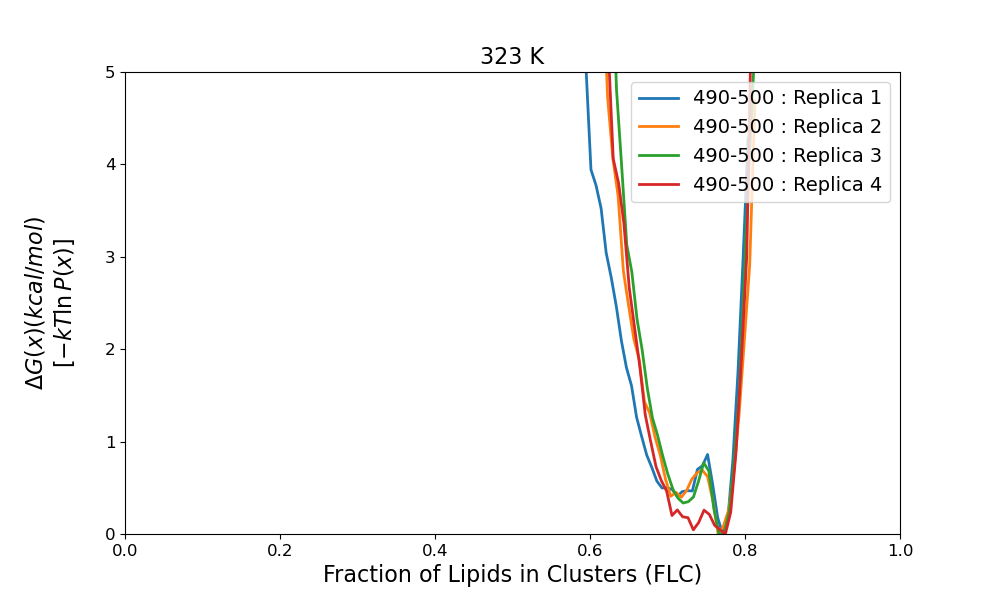 323 K
5
4
3
2
1
0
ΔG(x)(kcal/mol)
[−kTln P(x)]
490-500 : Replica 1
490-500 : Replica 2
490-500 : Replica 3
490-500 : Replica 4
0.0 0.2 0.4 0.6 0.8 1.0
Fraction of Lipids in Clusters (FLC)